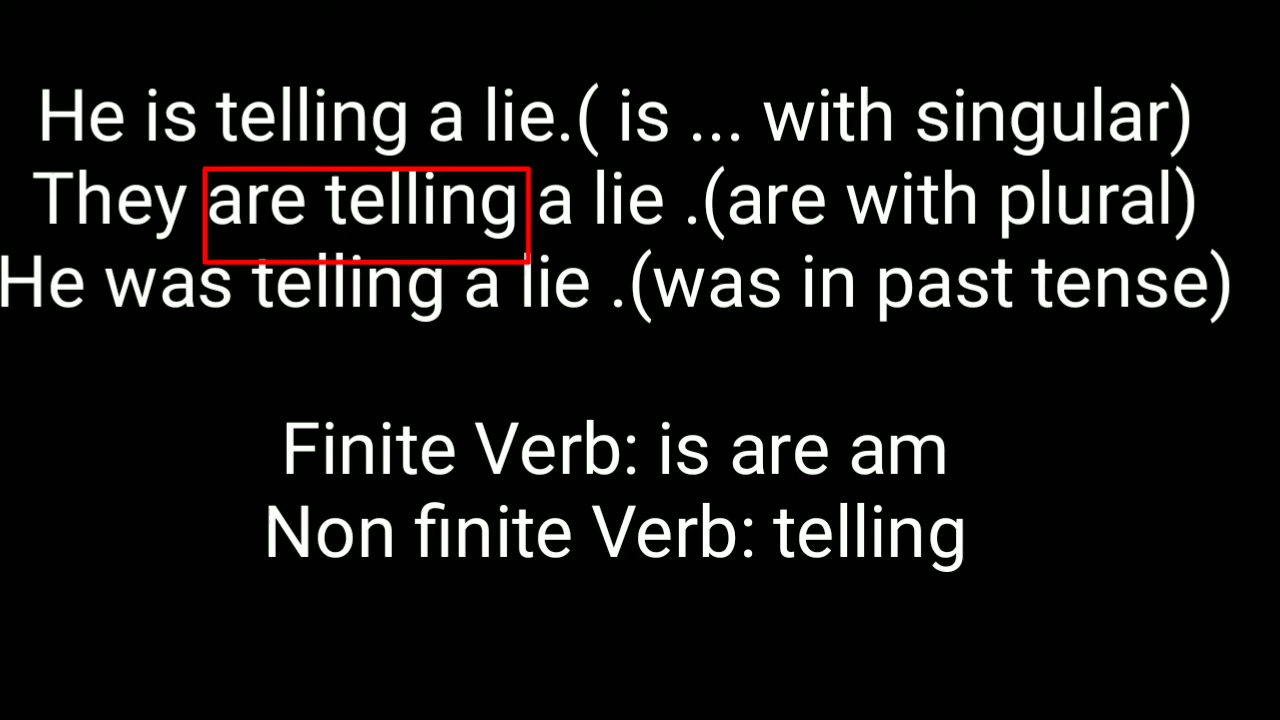 He is telling a lie.( is ... with singular)
They are telling a lie .(are with plural)
He was telling a lie .(was in past tense)
Finite Verb: is are am
Non finite Verb: telling